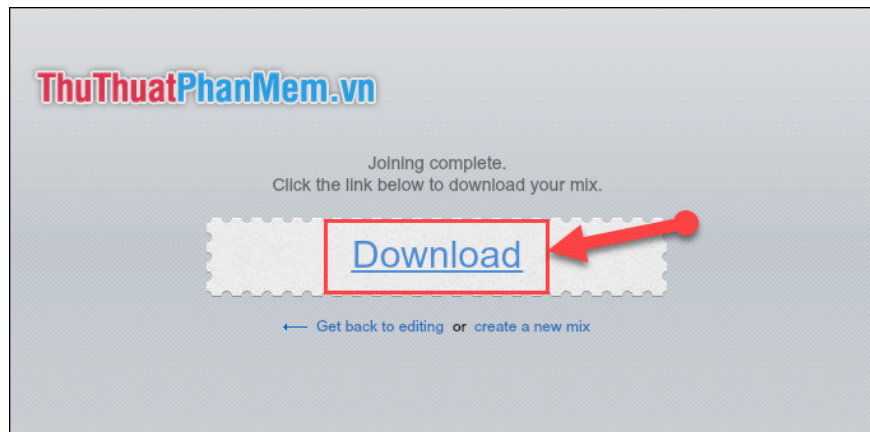 ThuThuatPhanMem.vn
Joining complete.
Click the link below to download your mix.
Download
Get back to editing or create a new mix